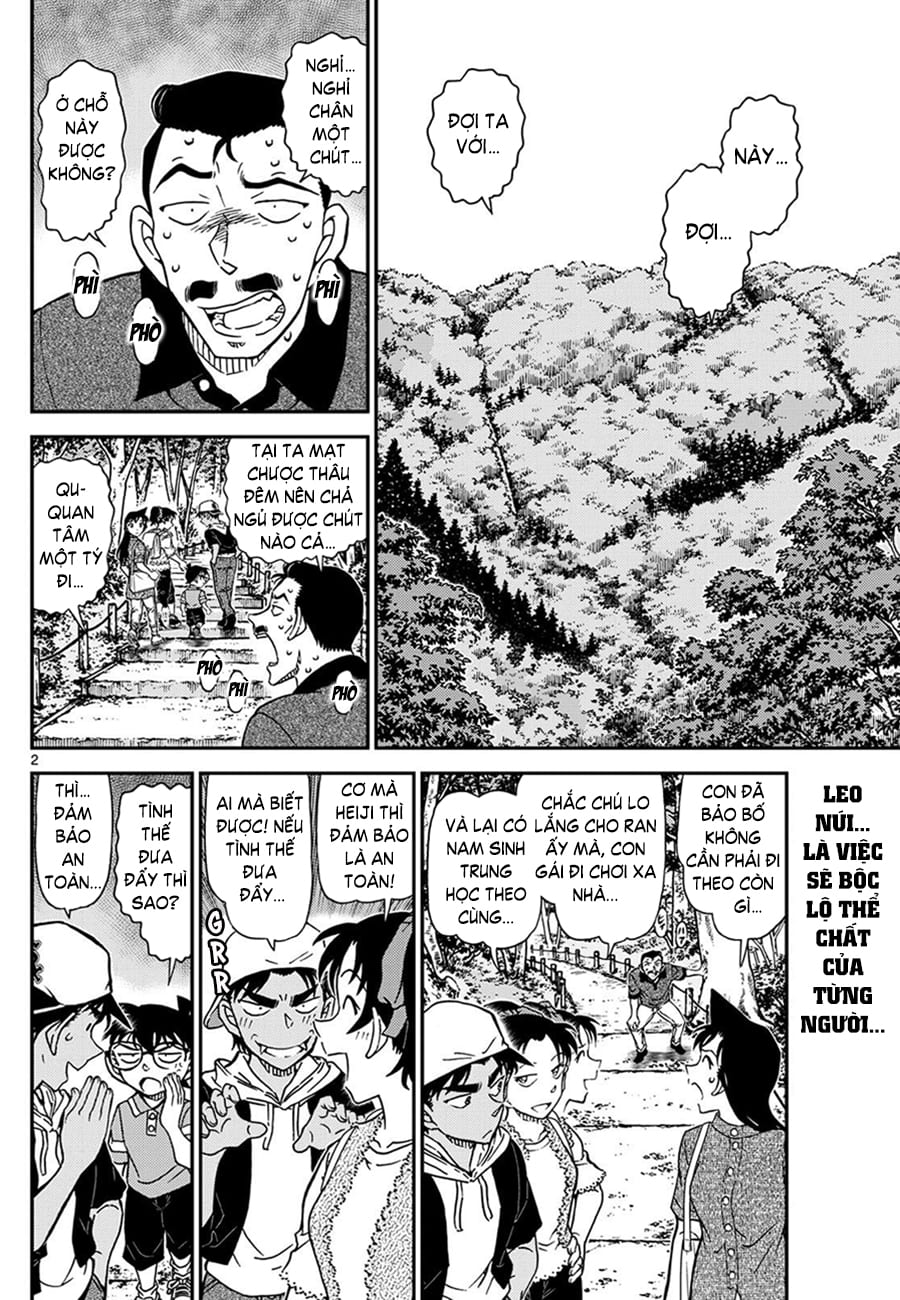 NÀY...
ĐỢI...
ĐỢI TA
VỚI...
NGHỈ...
NGHỈ
CHÂN
MỘT
CHÚT...
Ở CHỖ
NÀY
ĐƯỢC
KHÔNG?
PHÌ
PHÒ
PHÌ
TẠI TA MẠT
CHƯỢC THÂU
ĐÊM NÊN CHẢ
NGỦ ĐƯỢC CHÚT
NÀO CẢ...
QU-
QUAN
TÂM
MỘT TÝ
ĐI...
PHÒ
PHÌ
PHÒ
2
LEO
NÚI...
LÀ VIỆC
SẼ BỘC
LỘ THỂ
CHẤT
CỦA
TỪNG
NGƯỜI...
CON ĐÃ
BẢO BỐ
KHÔNG
CẦN PHẢI ĐI
THEO CÒN
GÌ...
CHẮC CHÚ LO
LẮNG CHO RAN
ẤY MÀ, CON
GÁI ĐI CHƠI XA
NHÀ...
VÀ LẠI CÓ
NAM SINH
TRUNG
HỌC THEO
CÙNG...
CƠ MÀ
HEIJI THÌ
ĐẢM BẢO
LÀ AN
TOÀN!
AI MÀ BIẾT
ĐƯỢC! NẾU
TÌNH THẾ
ĐƯA
ĐẨY...
GRR
TÌNH
THẾ
ĐƯA
ĐẨY THÌ
SAO?
THÌ...
ĐẢM
BẢO
AN
TOÀN...